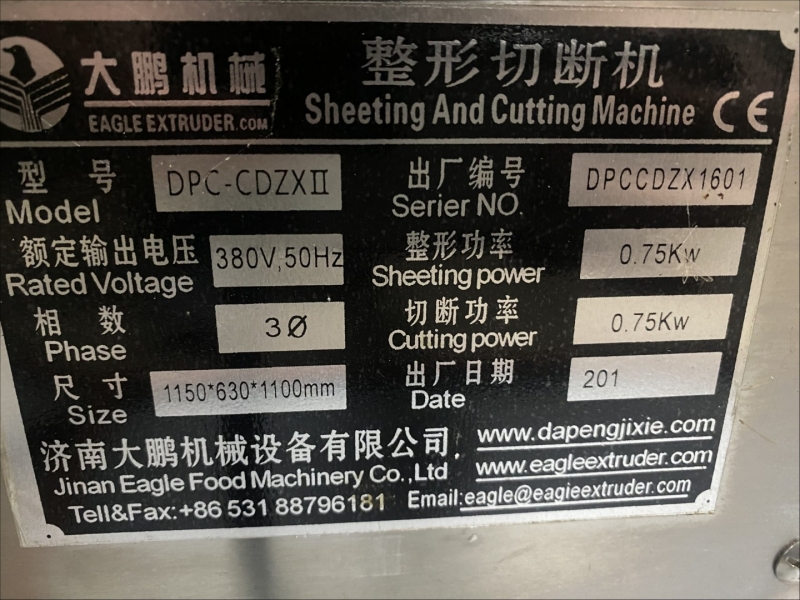 大鹏机械
EAGLE EXTRUDER.COM
整形切断机
Sheeting And Cutting Machine CE
型号 DPC-CDZXⅡ
Model
出厂编号 DPCCDZX1601
Serier NO.
额定输出电压 380V,50Hz
Rated Voltage
整形功率 0.75Kw
Sheeting power
相数 3Ø
Phase
切断功率 0.75Kw
Cutting power
尺寸 1150*630*1100mm
Size
出厂日期 201
Date
济南大鹏机械设备有限公司.
Jinan Eagle Food Machinery Co.,Ltd
Tell&Fax:+86 531 88796181
www.dapengjixie.com
www.eagleextruder.com
Email:eagle@eagieextruder.com